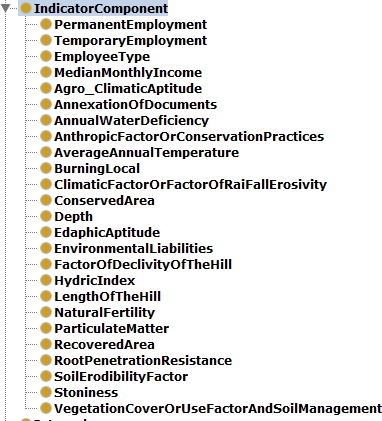 IndicatorComponent
PermanentEmployment
TemporaryEmployment
EmployeeType
MedianMonthlyIncome
Agro_ClimaticAptitude
AnnexationOfDocuments
AnnualWaterDeficiency
AnthropicFactorOrConservationPractices
AverageAnnualTemperature
BurningLocal
ClimaticFactorOrFactorOfRaiFallErosivity
ConservedArea
Depth
EdaphicAptitude
EnvironmentalLiabilities
FactorOfDeclivityOfTheHill
HydricIndex
LengthOfTheHill
NaturalFertility
ParticulateMatter
RecoveredArea
RootPenetrationResistance
SoilErodibilityFactor
Stoniness
VegetationCoverOrUseFactorAndSoilManagement